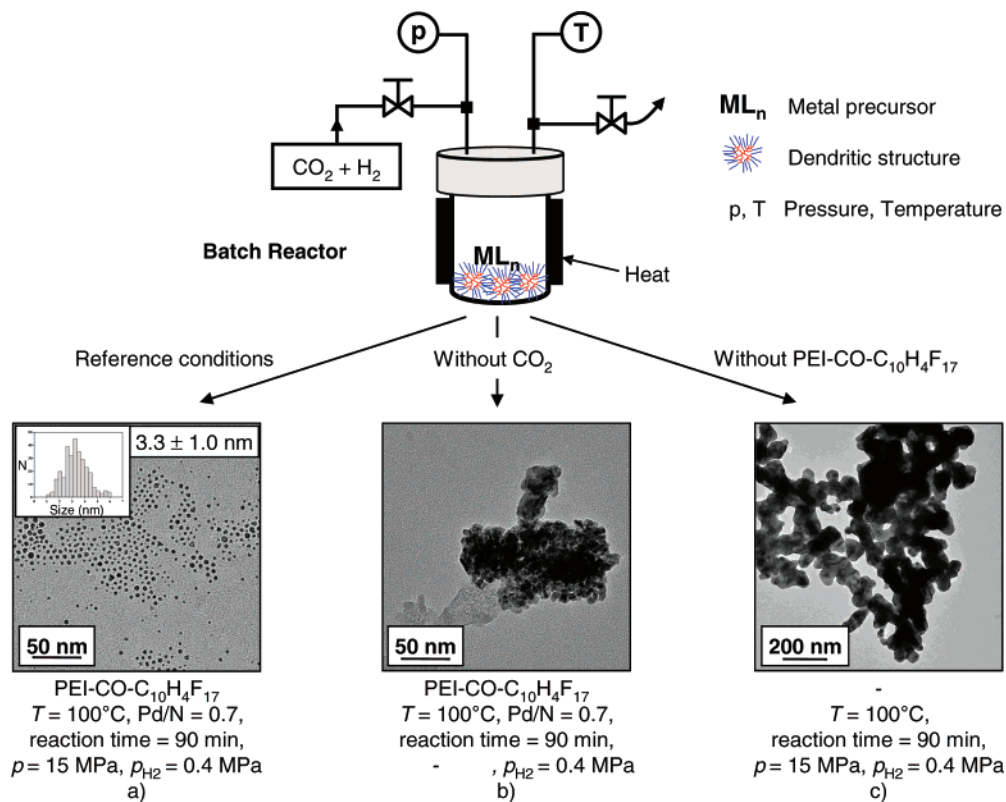 p
T
CO₂ + H₂
MLₙ Metal precursor
Dendritic structure
p, T Pressure, Temperature
Batch Reactor
MLₙ
Heat
Reference conditions
Without CO₂
Without PEI-CO-C₁₀H₄F₁₇
3.3 ± 1.0 nm
N
Size (nm)
50 nm
50 nm
200 nm
PEI-CO-C₁₀H₄F₁₇
T = 100°C, Pd/N = 0.7,
reaction time = 90 min,
p = 15 MPa, p_H2 = 0.4 MPa
a)
PEI-CO-C₁₀H₄F₁₇
T = 100°C, Pd/N = 0.7,
reaction time = 90 min,
- , p_H2 = 0.4 MPa
b)
-
T = 100°C,
reaction time = 90 min,
p = 15 MPa, p_H2 = 0.4 MPa
c)